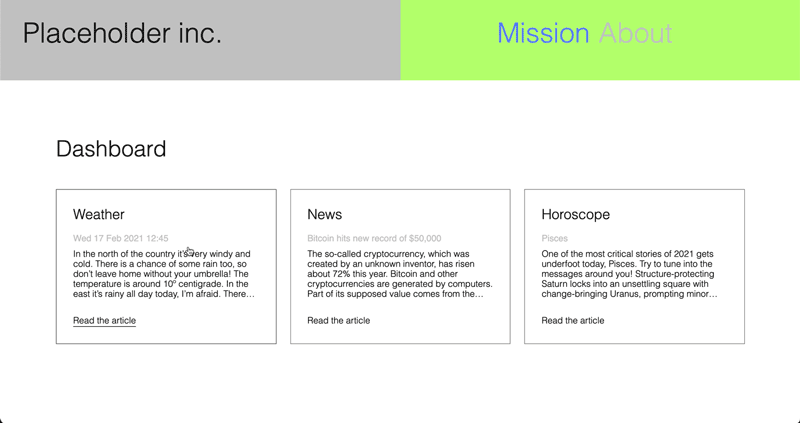 Placeholder inc.
Mission About
Dashboard
Weather
Wed 17 Feb 2021 12:45
In the north of the country it's very windy and
cold. There is a chance of some rain too, so
don't leave home without your umbrella! The
temperature is around 10º centigrade. In the
east it's rainy all day today, I'm afraid. There…
Read the article
News
Bitcoin hits new record of $50,000
The so-called cryptocurrency, which was
created by an unknown inventor, has risen
about 72% this year. Bitcoin and other
cryptocurrencies are generated by computers.
Part of its supposed value comes from the…
Read the article
Horoscope
Pisces
One of the most critical stories of 2021 gets
underfoot today, Pisces. Try to tune into the
messages around you! Structure-protecting
Saturn locks into an unsettling square with
change-bringing Uranus, prompting minor…
Read the article